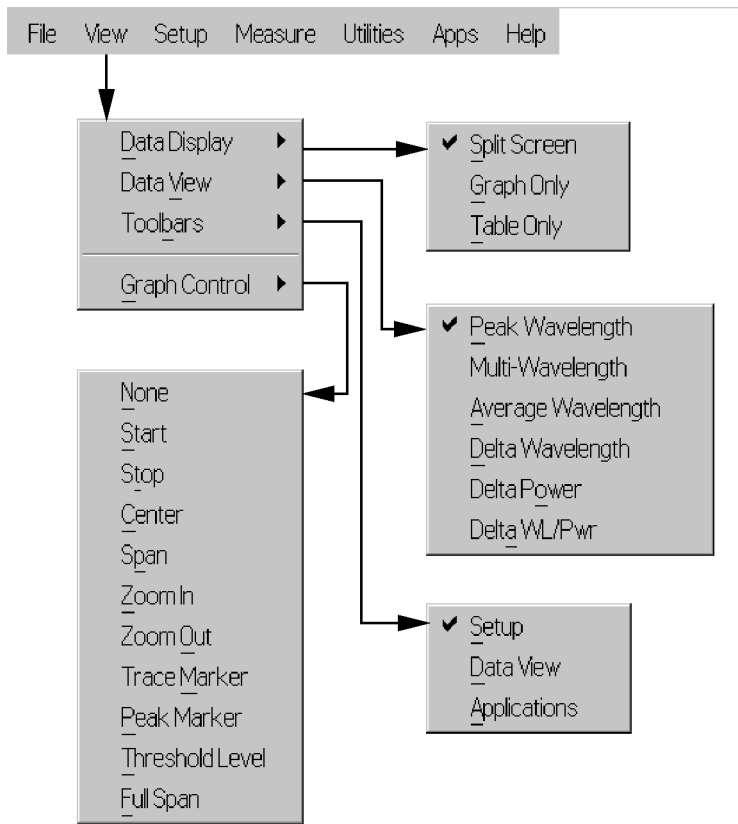 File View Setup Measure Utilities Apps Help
Data Display
Data View
Toolbars
Graph Control
Split Screen
Graph Only
Table Only
Peak Wavelength
Multi-Wavelength
Average Wavelength
Delta Wavelength
Delta Power
Delta WL/Pwr
None
Start
Stop
Center
Span
Zoom In
Zoom Out
Trace Marker
Peak Marker
Threshold Level
Full Span
Setup
Data View
Applications